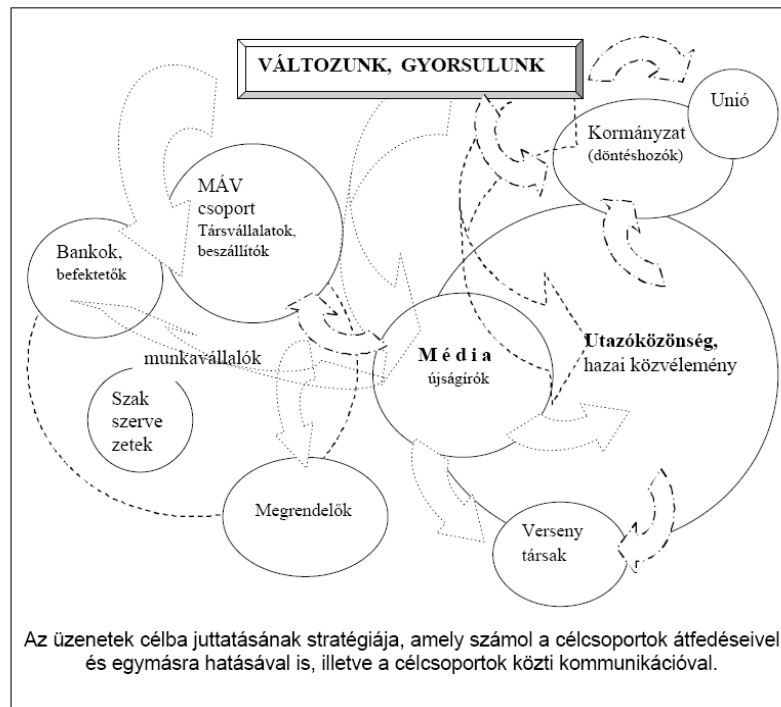 VÁLTOZUNK, GYORSULUNK
Unió
Kormányzat
(döntéshozók)
MÁV
csoport
Társvállalatok,
beszállítók
Bankok,
befektetők
munkavállalók
Szak
szerve
zetek
Megrendelők
Média
újságírók
Utazóközönség,
hazai közvélemény
Verseny
társak
Az üzenetek célba juttatásának stratégiája, amely számol a célcsoportok átfedéseivel
és egymásra hatásával is, illetve a célcsoportok közti kommunikációval.